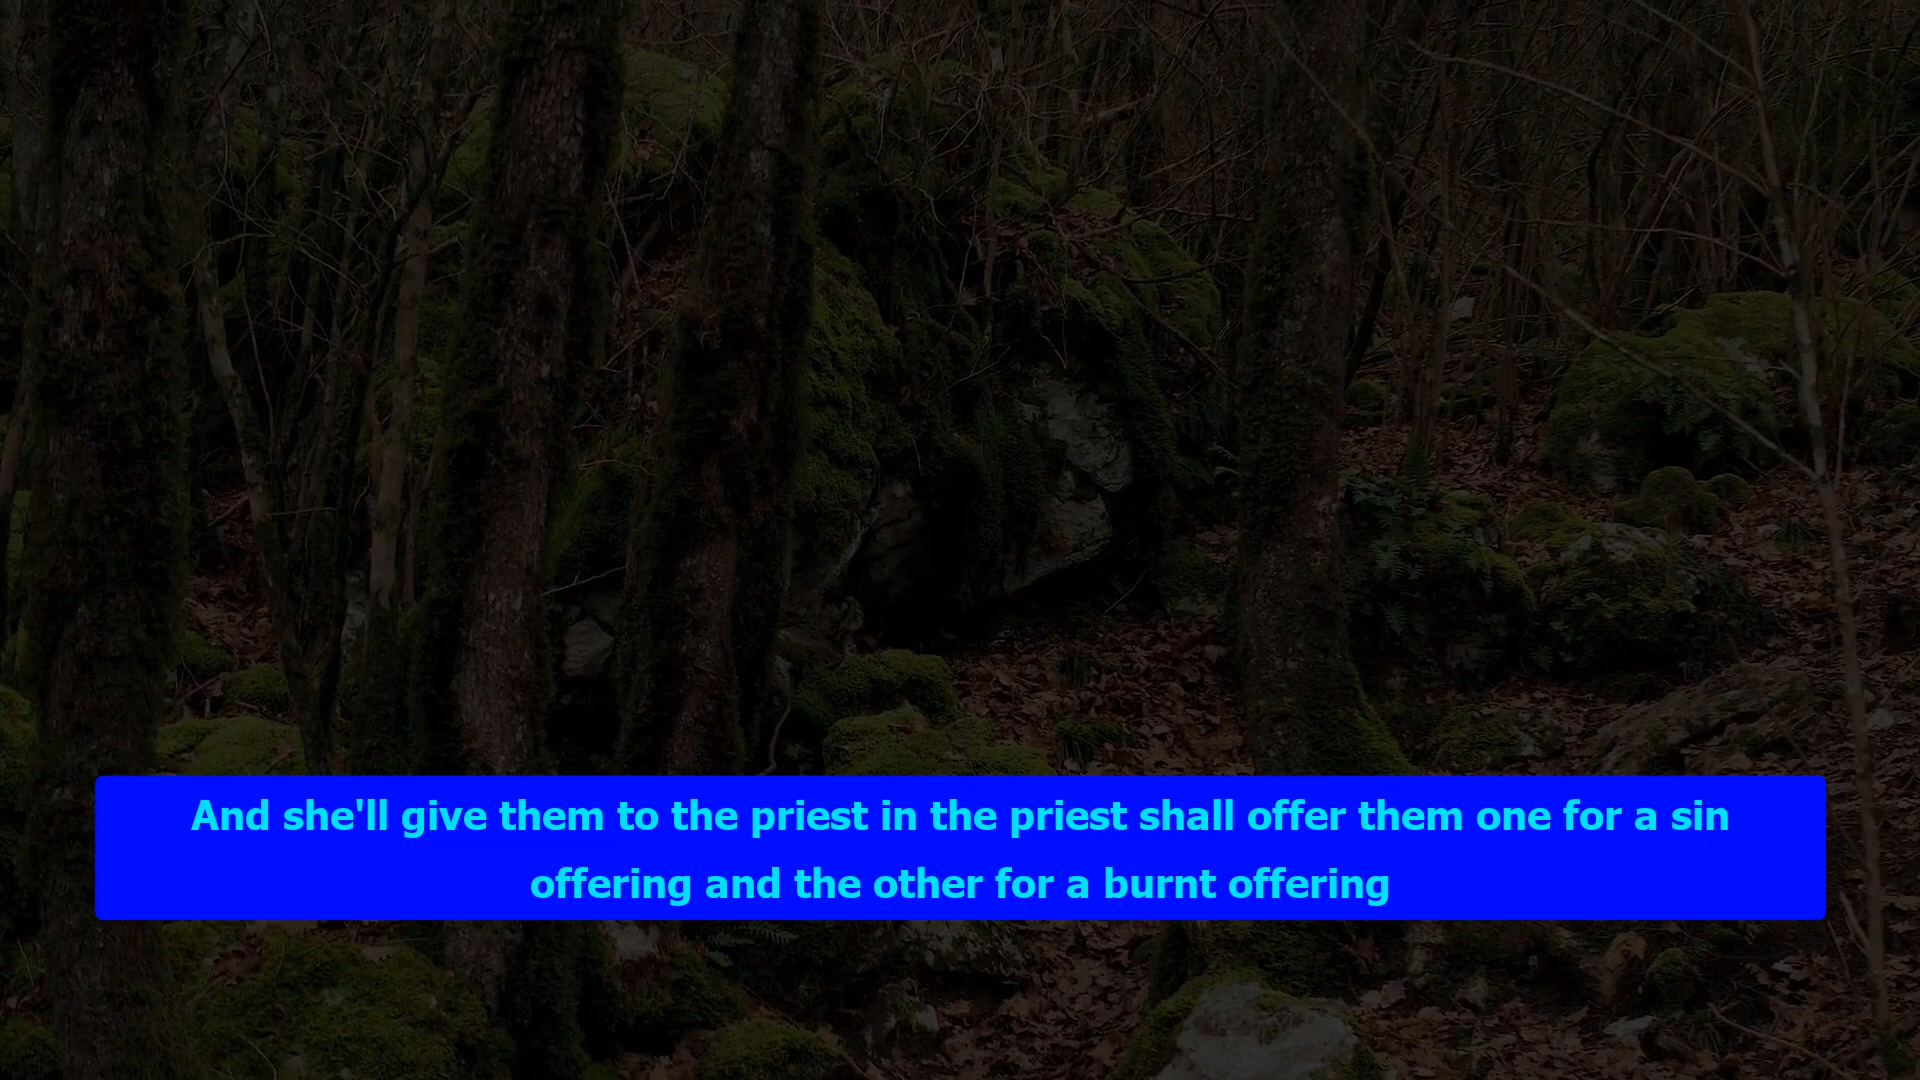 And she'll give them to the priest in the priest shall offer them one for a sin
offering and the other for a burnt offering